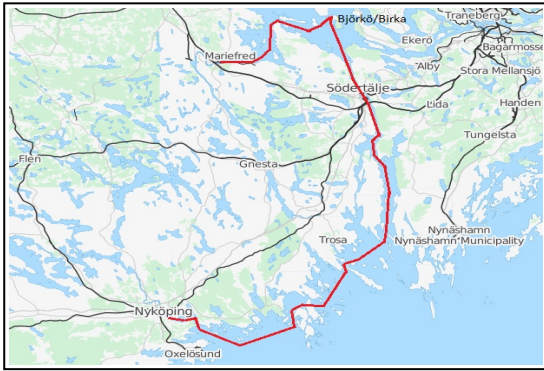 Björkö/Birka
Traneberg
Ekerö
Bagarmosse
Mariefred
Alby
Stora Mellansjö
Södertälje
Lida
Handen
Tungelsta
Flen
Gnesta
Nynäshamn
Trosa
Nynäshamn Municipality
Nyköping
Oxelösund